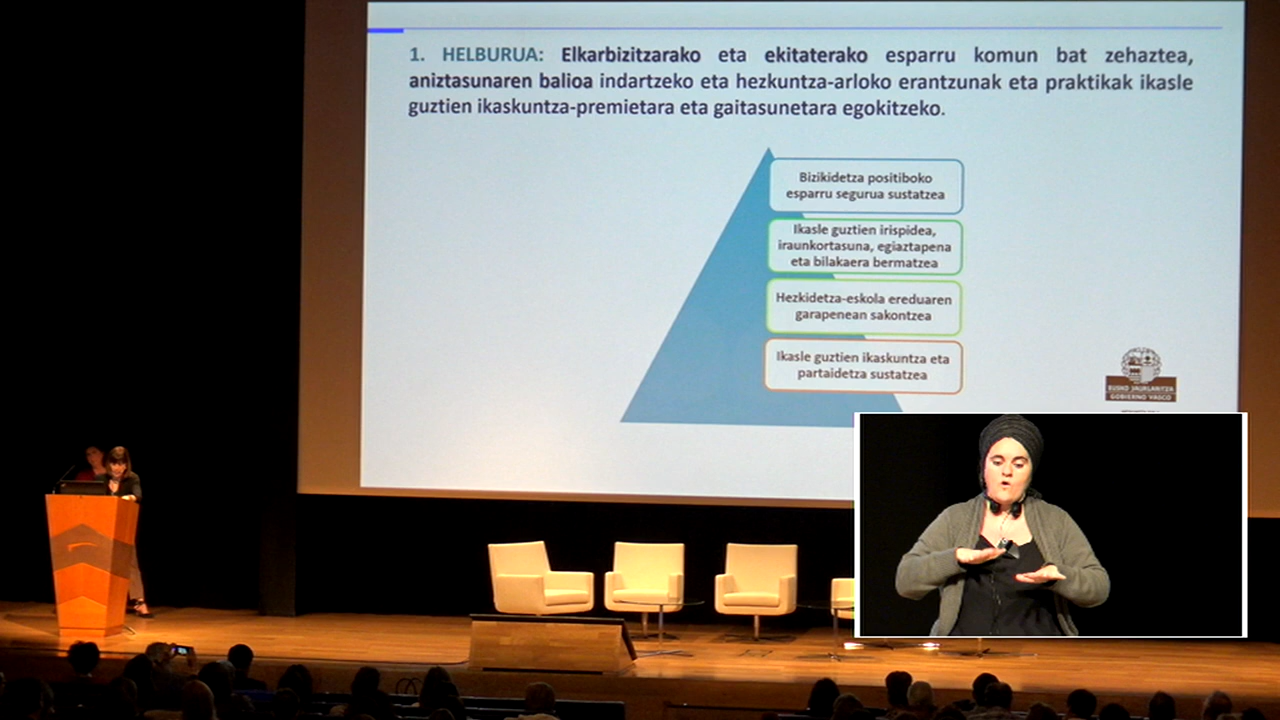 1. HELBURUA: Elkarbizitzarako eta ekitaterako esparru komun bat zehaztea,
aniztasunaren balioa indartzeko eta hezkuntza-arloko erantzunak eta praktikak ikasle
guztien ikaskuntza-premietara eta gaitasunetara egokitzeko.
Bizikidetza positiboko
esparru segurua sustatzea
Ikasle guztien irispidea,
iraunkortasuna, egiaztapena
eta bilakaera bermatzea
Hezkidetza-eskola ereduaren
garapenean sakontzea
Ikasle guztien ikaskuntza eta
partaidetza sustatzea
EUSKO JAURLARITZA
GOBIERNO VASCO